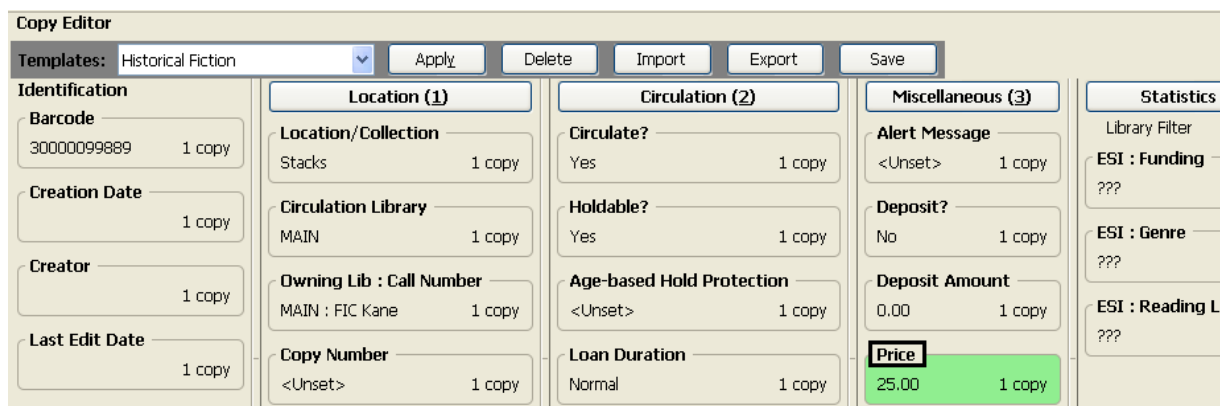 Copy Editor
Templates: Historical Fiction Apply Delete Import Export Save
Identification
Barcode
30000099889 1 copy
Creation Date
1 copy
Creator
1 copy
Last Edit Date
1 copy
Location (1)
Location/Collection
Stacks 1 copy
Circulation Library
MAIN 1 copy
Owning Lib : Call Number
MAIN : FIC Kane 1 copy
Copy Number
<Unset> 1 copy
Circulation (2)
Circulate?
Yes 1 copy
Holdable?
Yes 1 copy
Age-based Hold Protection
<Unset> 1 copy
Loan Duration
Normal 1 copy
Miscellaneous (3)
Alert Message
<Unset> 1 copy
Deposit?
No 1 copy
Deposit Amount
0.00 1 copy
Price
25.00 1 copy
Statistics
Library Filter
ESI : Funding
???
ESI : Genre
???
ESI : Reading L
???